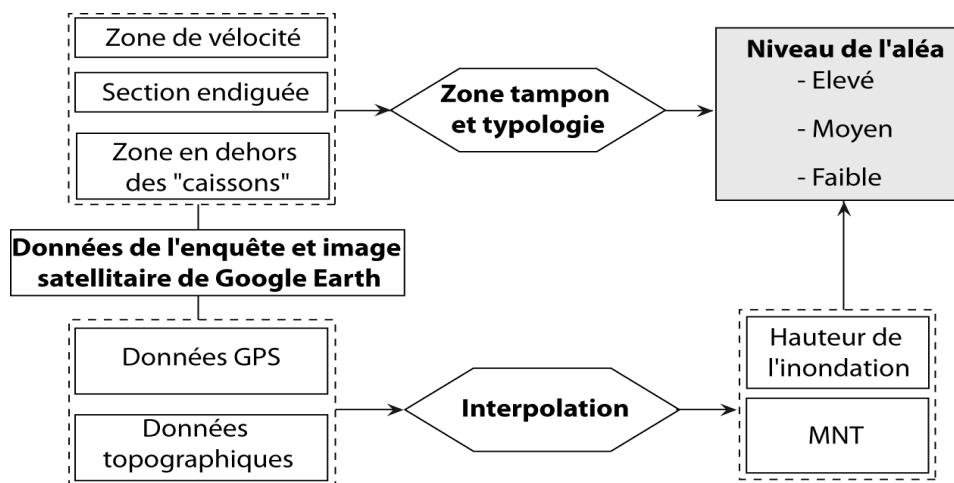 Zone de vélocité
Section endiguée
Zone en dehors
des "caissons"
Zone tampon
et typologie
Niveau de l'aléa
- Elevé
- Moyen
- Faible
Données de l'enquête et image
satellitaire de Google Earth
Données GPS
Données
topographiques
Interpolation
Hauteur de
l'inondation
MNT